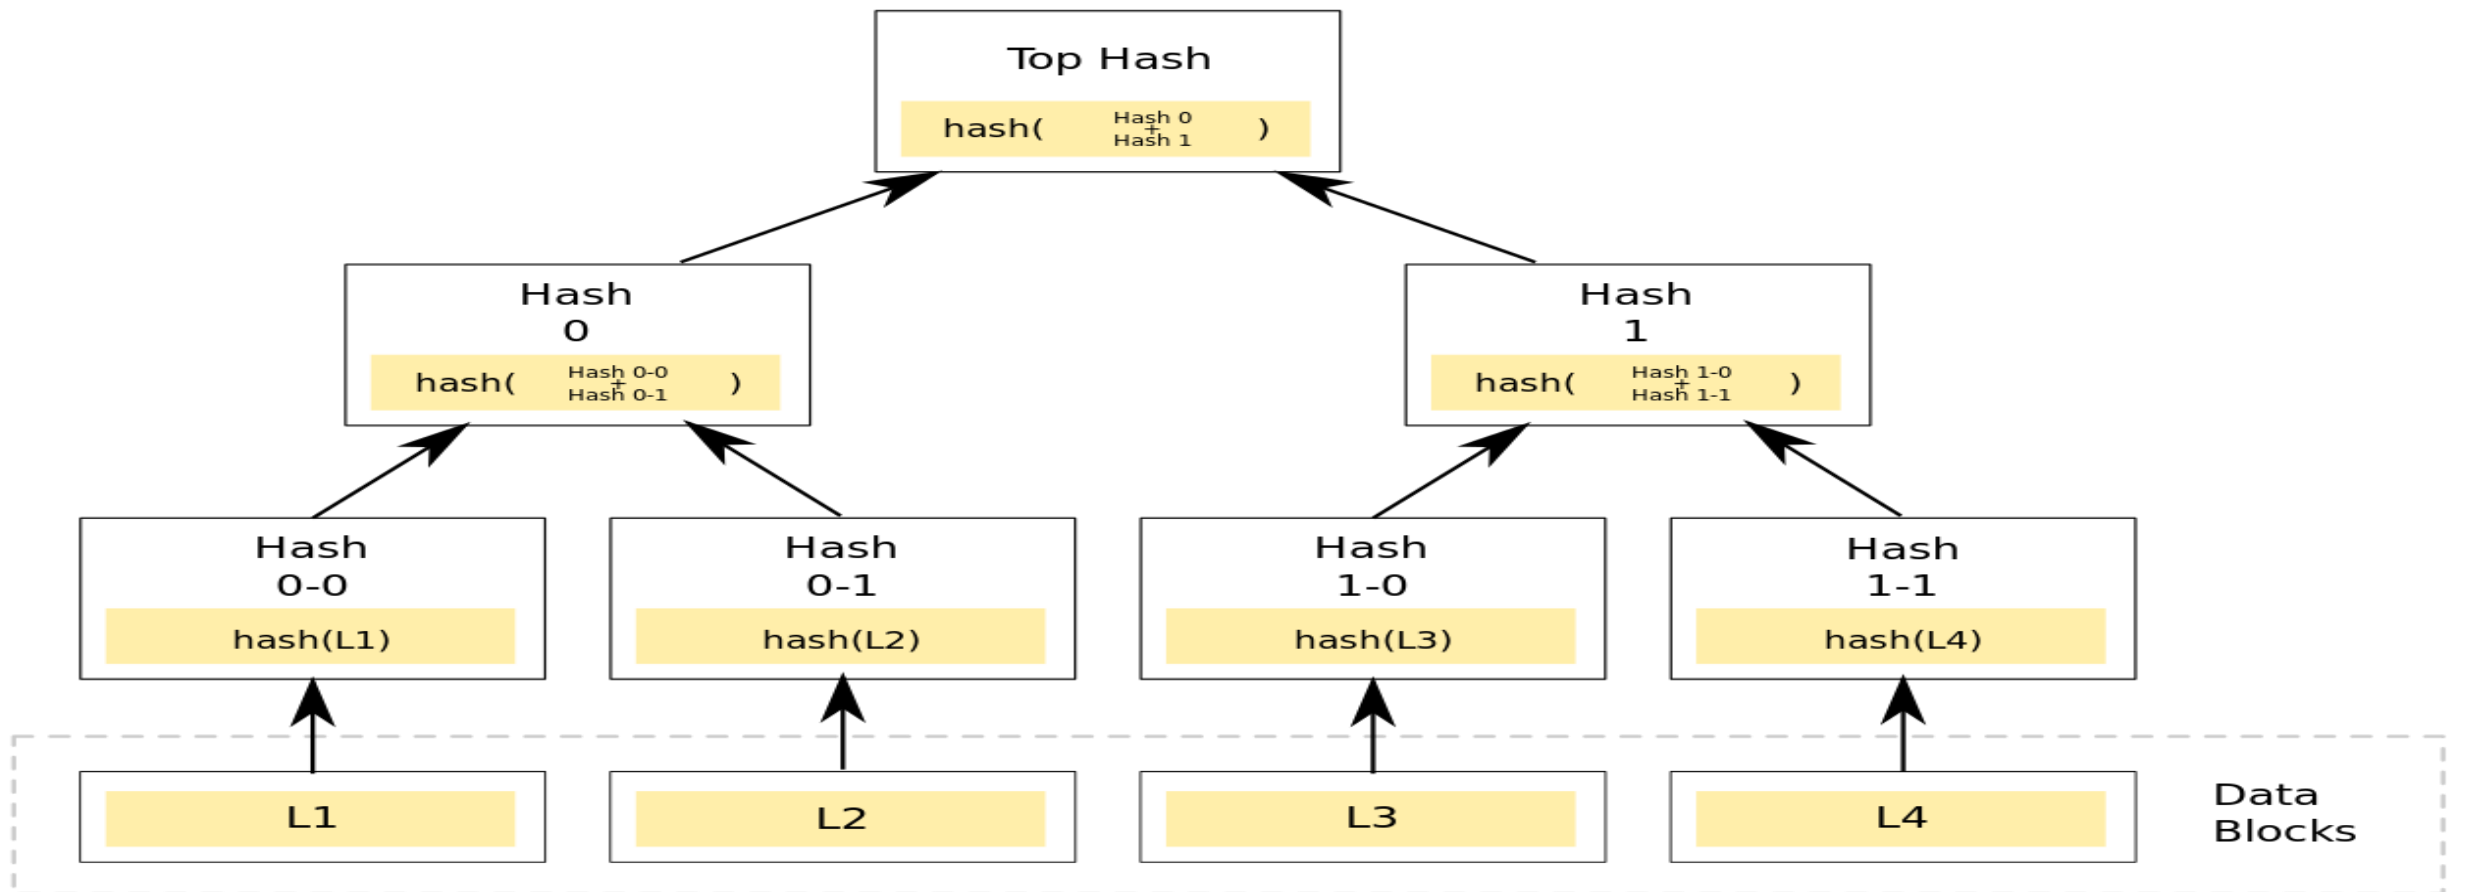 Top Hash
hash( Hash 0 + Hash 1 )
Hash
0
hash( Hash 0-0 + Hash 0-1 )
Hash
1
hash( Hash 1-0 + Hash 1-1 )
Hash
0-0
hash(L1)
Hash
0-1
hash(L2)
Hash
1-0
hash(L3)
Hash
1-1
hash(L4)
L1
L2
L3
L4
Data
Blocks